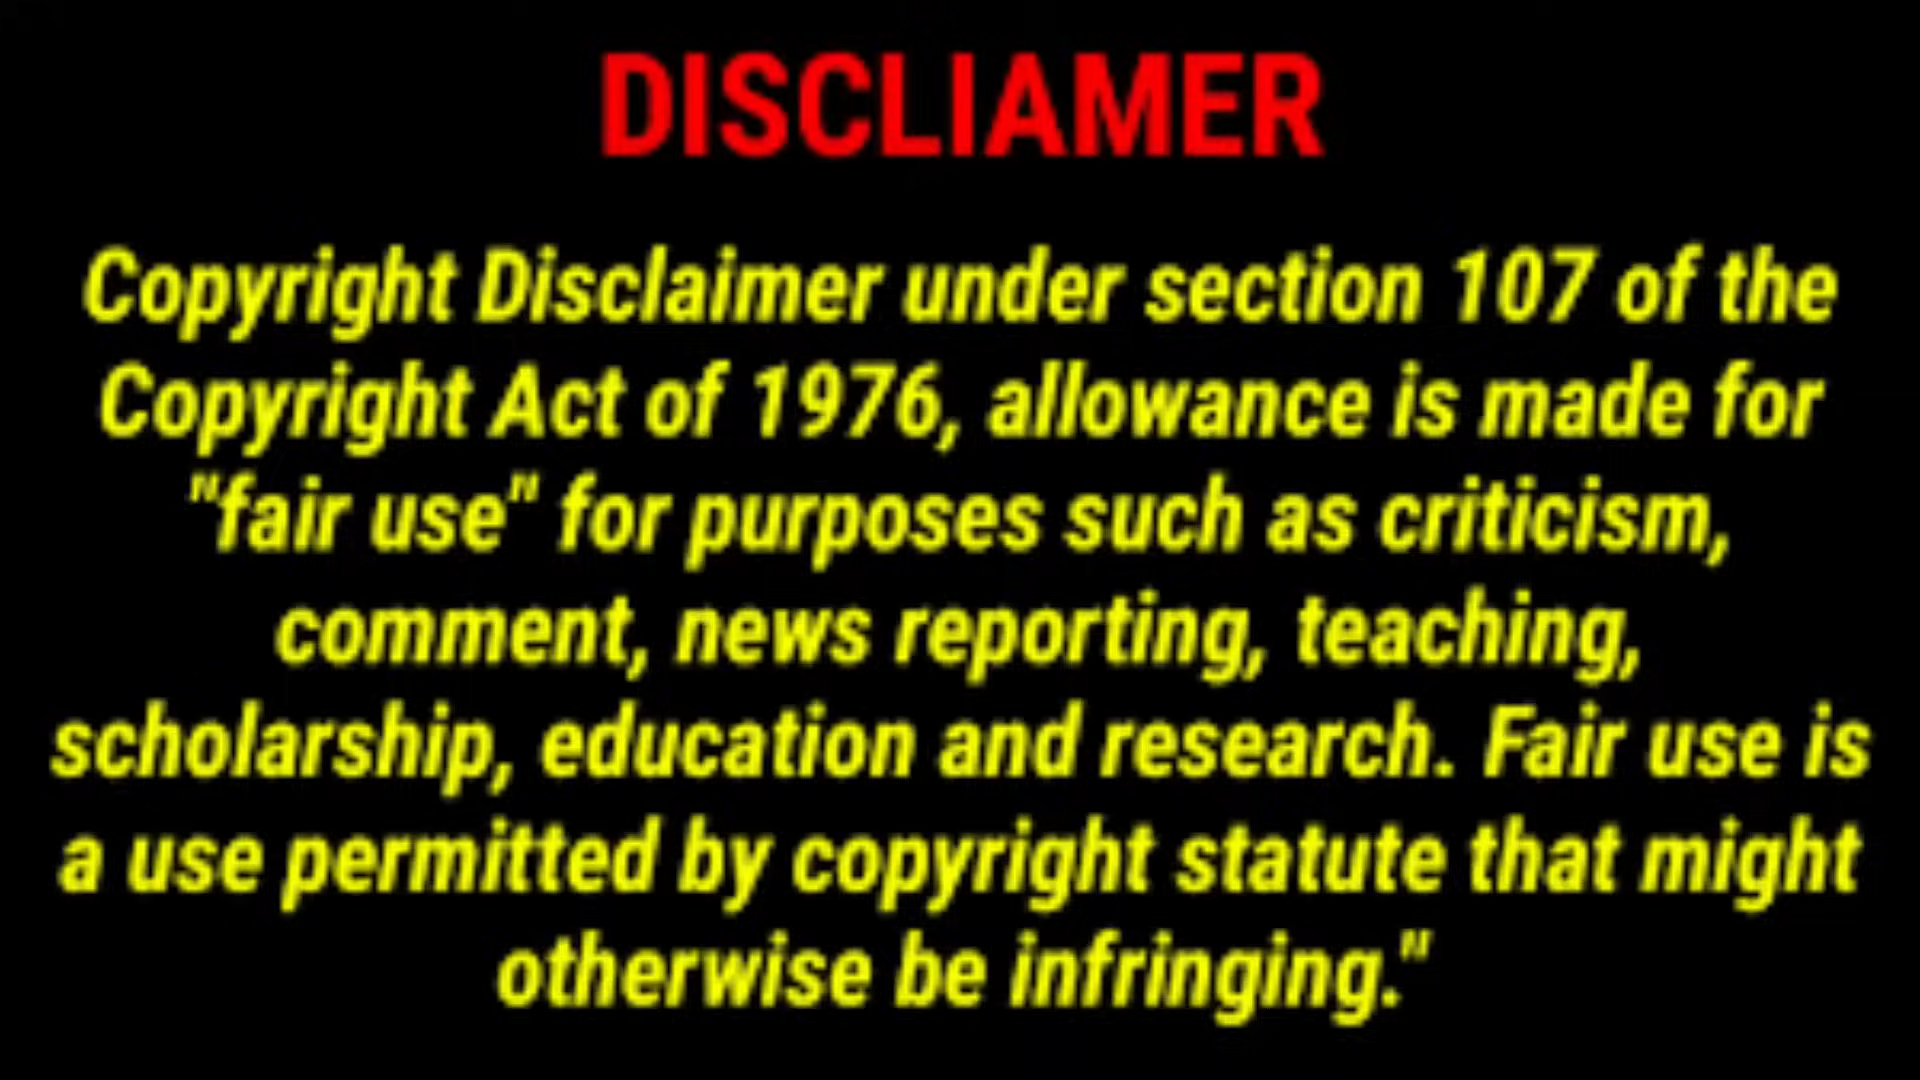 DISCLIAMER
Copyright Disclaimer under section 107 of the
Copyright Act of 1976, allowance is made for
"fair use" for purposes such as criticism,
comment, news reporting, teaching,
scholarship, education and research. Fair use is
a use permitted by copyright statute that might
otherwise be infringing."